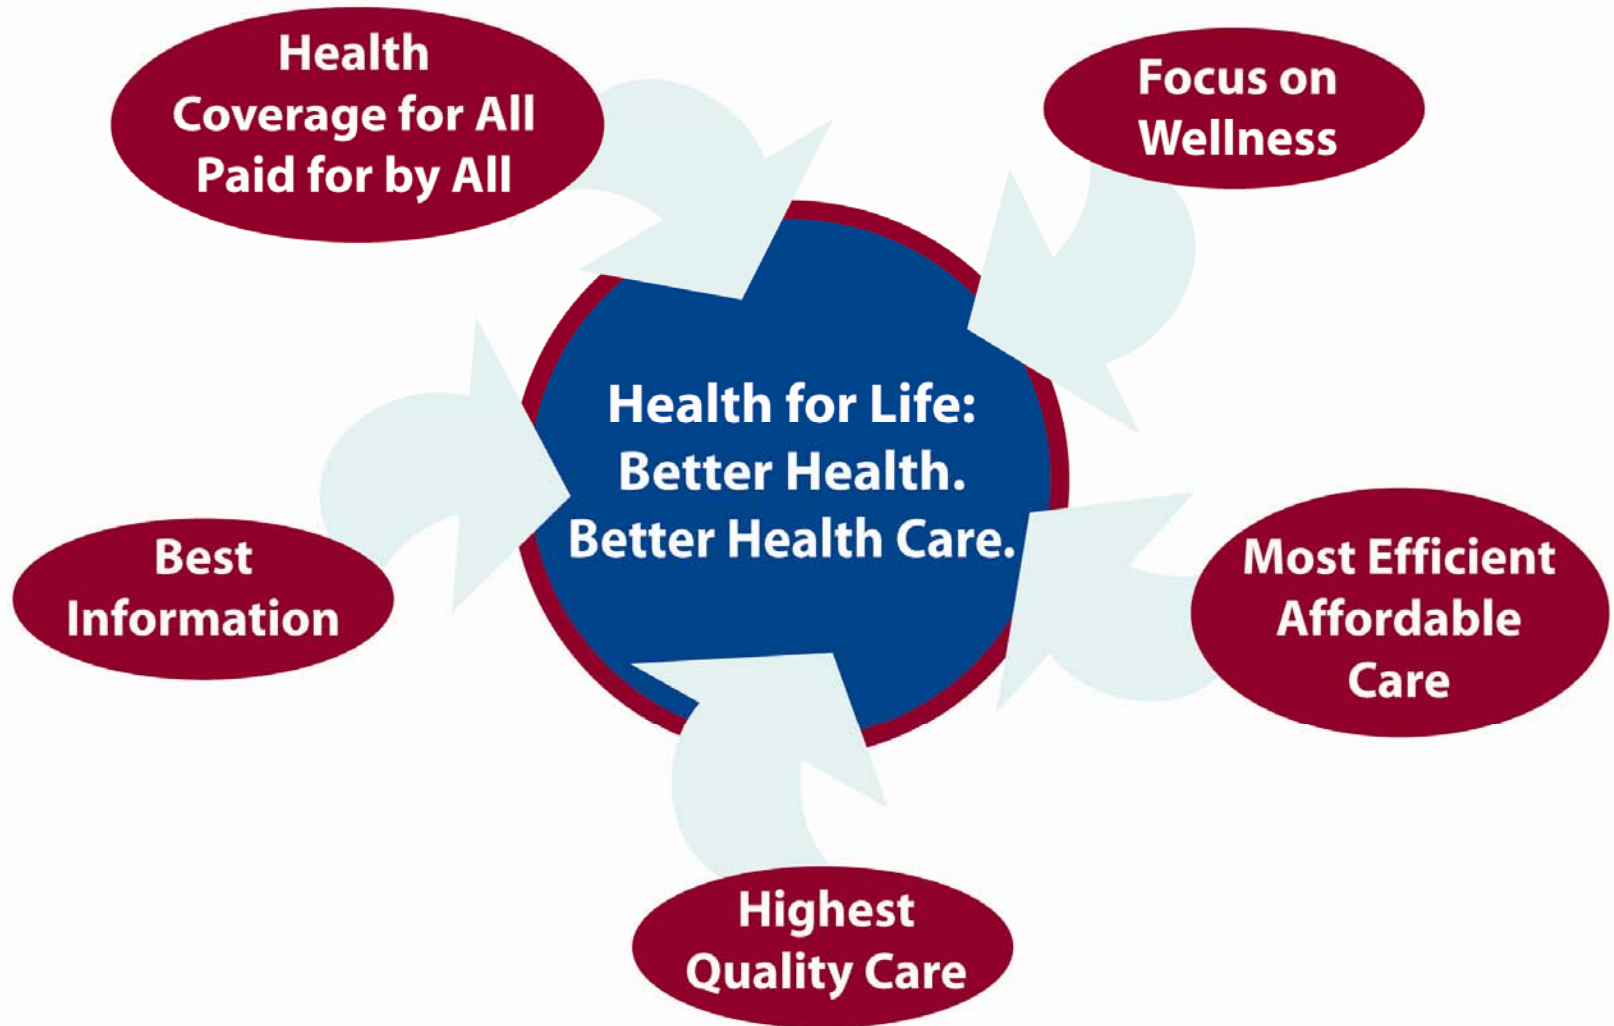 Health
Coverage for All
Paid for by All
Focus on
Wellness
Health for Life:
Better Health.
Better Health Care.
Best
Information
Most Efficient
Affordable
Care
Highest
Quality Care